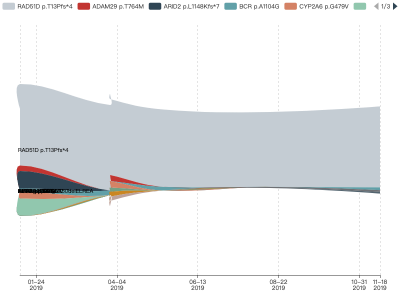 RAD51D p.T13Pfs*4 ADAM29 p.T764M ARID2 p.L1148Kfs*7 BCR p.A1104G CYP2A6 p.G479V 1/3
RAD51D p.T13Pfs*4
01-24 04-04 06-13 08-22 10-31 11-18
2019 2019 2019 2019 2019 2019